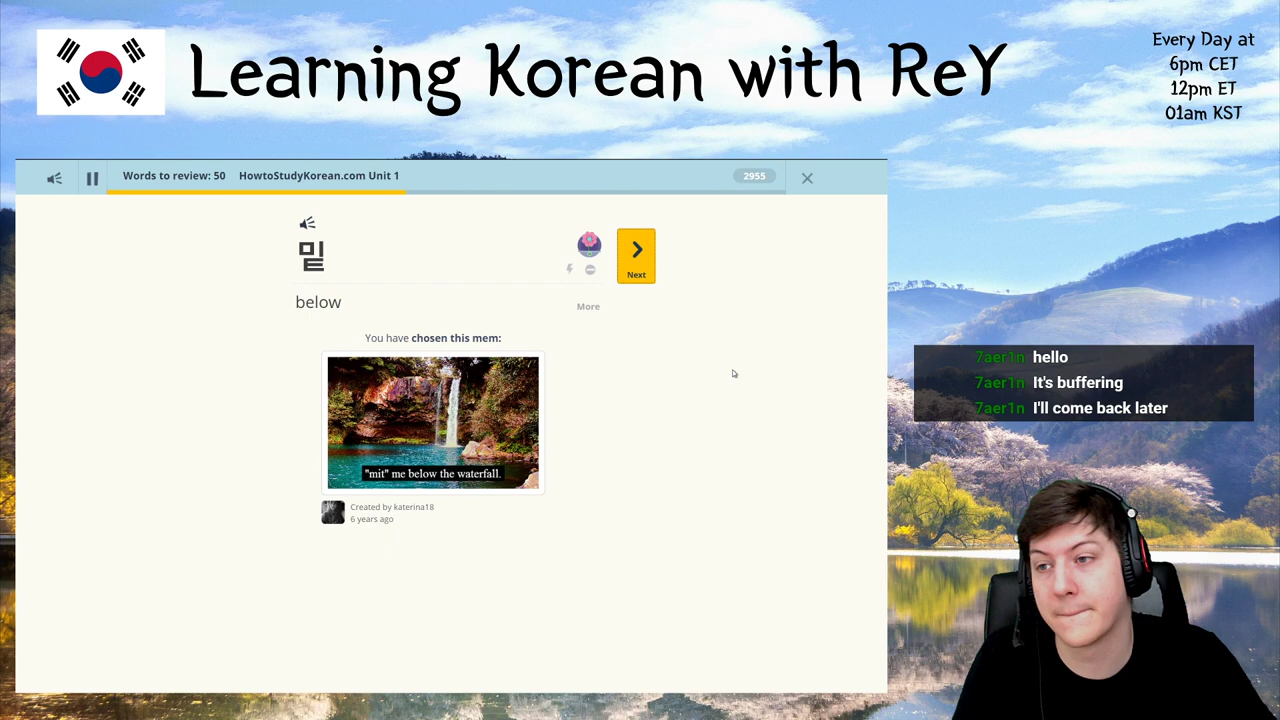 Learning Korean with ReY
Every Day at
6pm CET
12pm ET
01am KST
Words to review: 50 HowtoStudyKorean.com Unit 1
2955
밑
Next
below
More
You have chosen this mem:
"mit" me below the waterfall.
Created by katerina18
6 years ago
7aer1n hello
7aer1n It's buffering
7aer1n I'll come back later